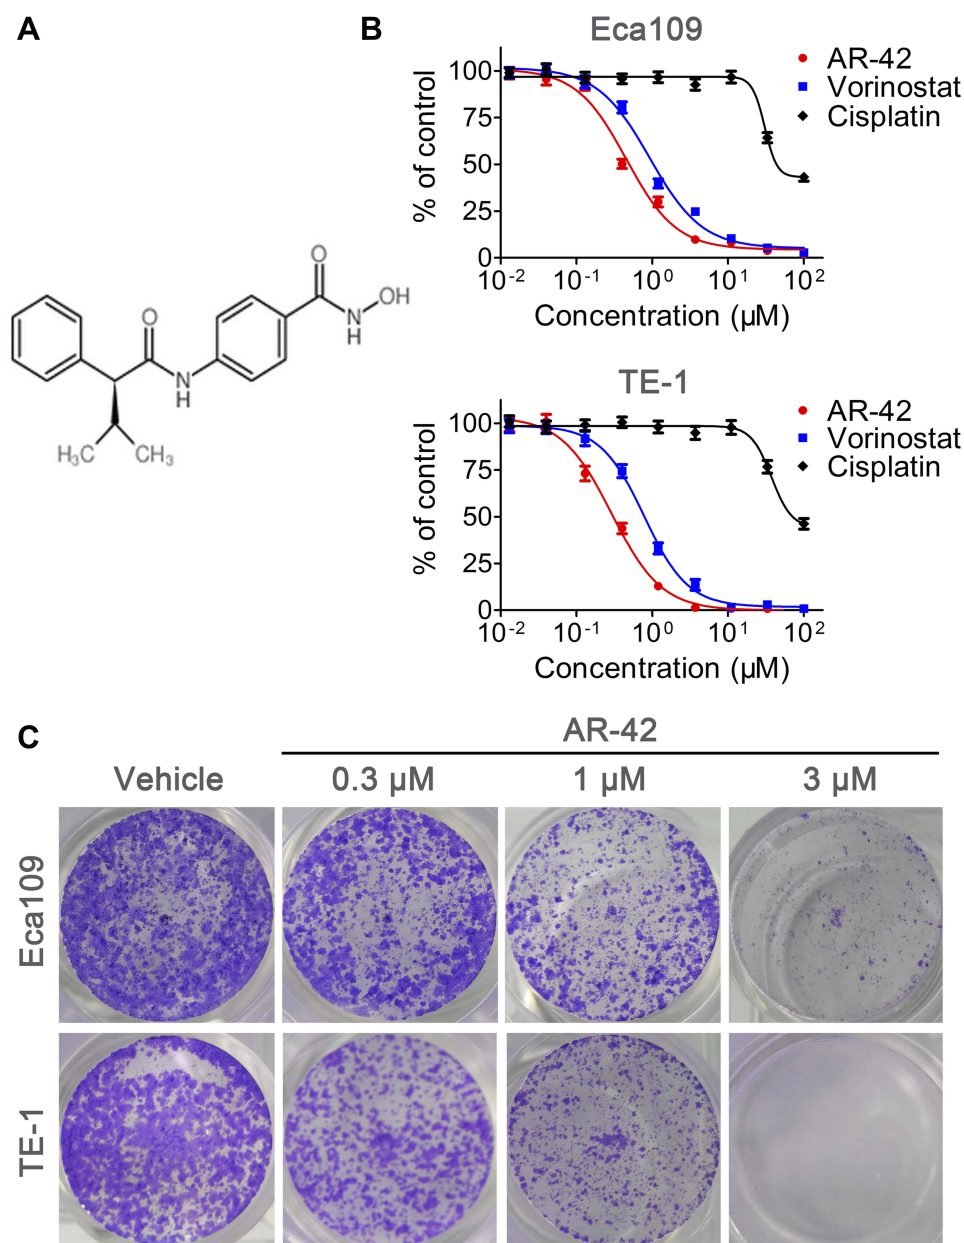 A
O
O
N
H
OH
N
H
H₃C
CH₃
B
Eca109
AR-42
Vorinostat
Cisplatin
% of control
100
75
50
25
0
10⁻²
10⁻¹
10⁰
10¹
10²
Concentration (µM)
TE-1
AR-42
Vorinostat
Cisplatin
% of control
100
75
50
25
0
10⁻²
10⁻¹
10⁰
10¹
10²
Concentration (µM)
C
AR-42
Vehicle
0.3 µM
1 µM
3 µM
Eca109
TE-1